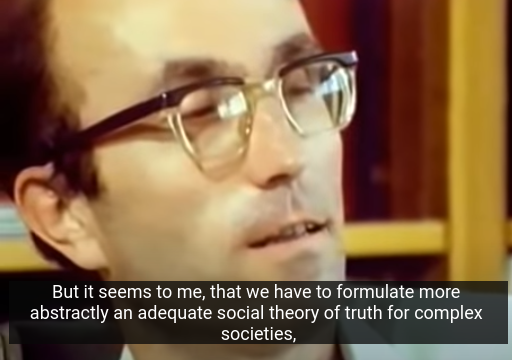 But it seems to me, that we have to formulate more
abstractly an adequate social theory of truth for complex
societies,